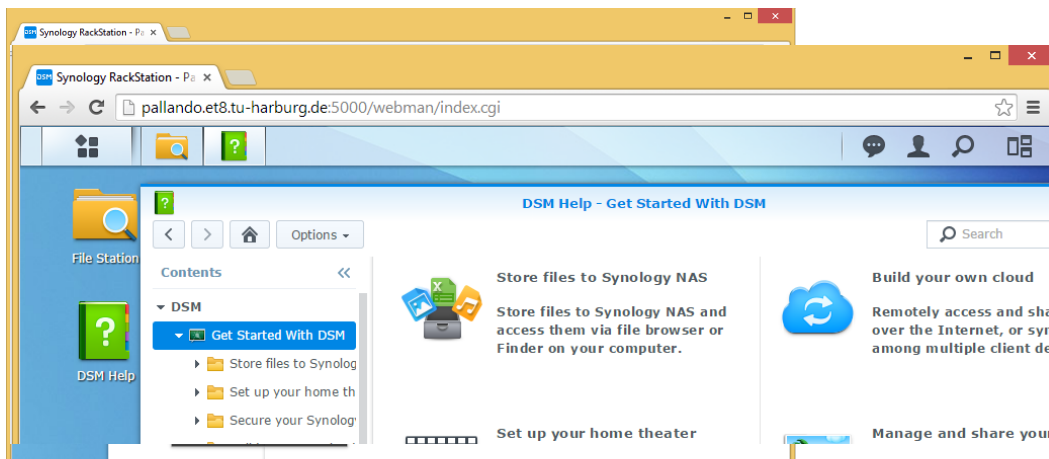 DSM Synology RackStation - Pa
DSM Synology RackStation - Pa
pallando.et8.tu-harburg.de:5000/webman/index.cgi
DSM Help - Get Started With DSM
Options
Search
File Station
DSM Help
Contents
DSM
Get Started With DSM
Store files to Synolog
Set up your home th
Secure your Synology
Store files to Synology NAS
Store files to Synology NAS and
access them via file browser or
Finder on your computer.
Set up your home theater
Build your own cloud
Remotely access and sha
over the Internet, or syn
among multiple client de
Manage and share your